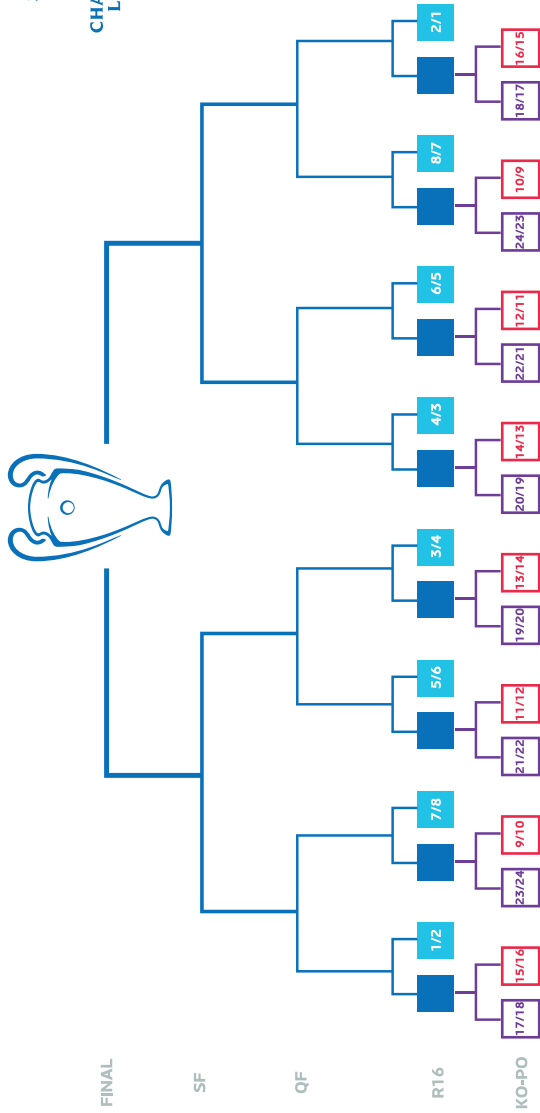 CHA
L
FINAL
SF
QF
R16 1/2 7/8 5/6 3/4 4/3 6/5 8/7 2/1
KO-PO 17/18 15/16 23/24 9/10 21/22 11/12 19/20 13/14 20/19 14/13 22/21 12/11 24/23 10/9 18/17 16/15